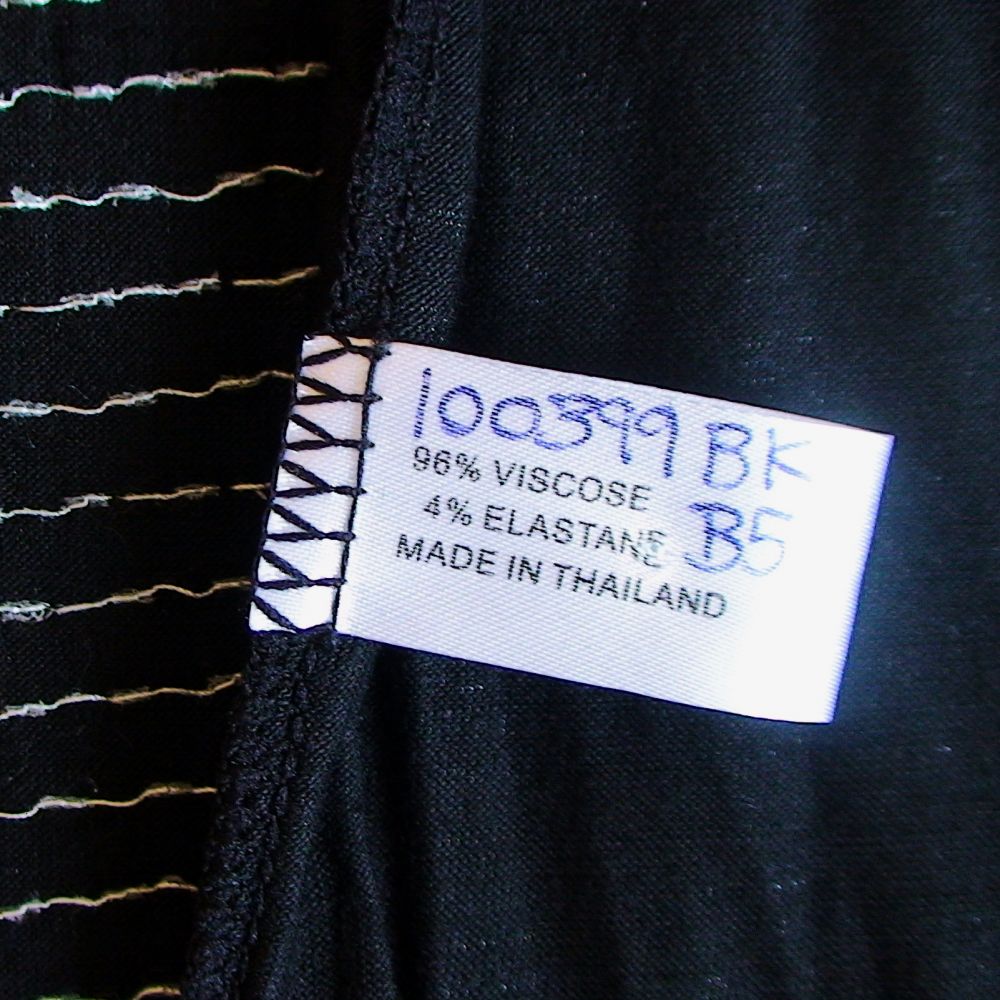 100399 BK
96% VISCOSE
4% ELASTANE B5
MADE IN THAILAND